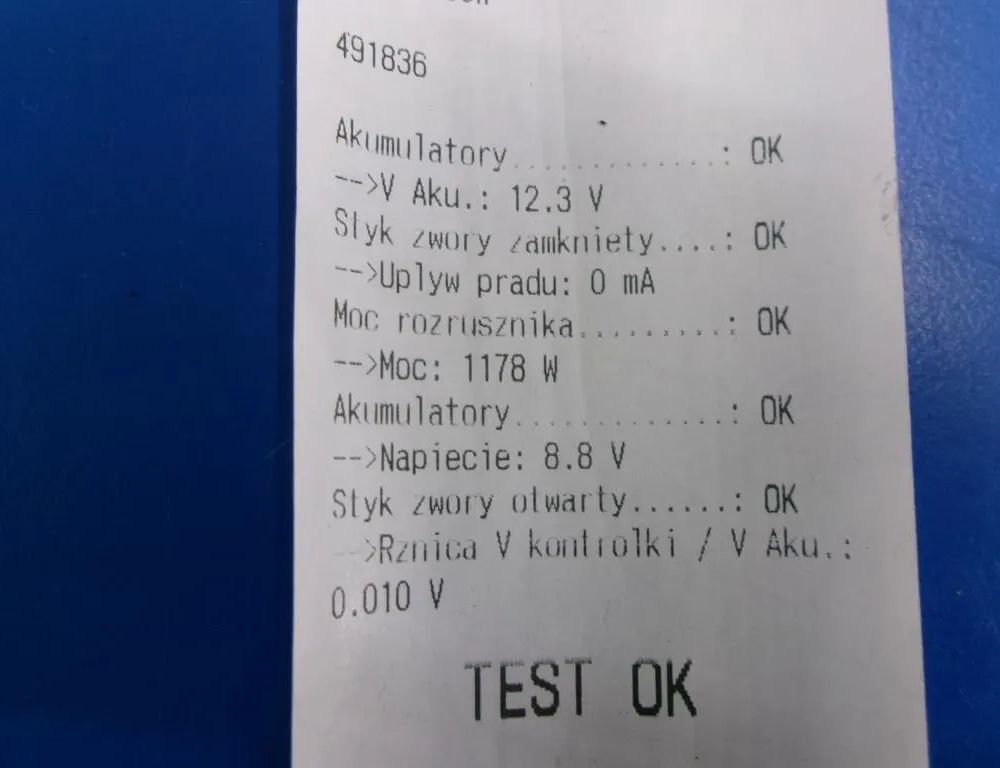 491836
Akumulatory..............: OK
-->V Aku.: 12.3 V
Styk zwory zamkniety....: OK
-->Uplyw pradu: 0 mA
Moc rozrusznika.........: OK
-->Moc: 1178 W
Akumulatory.............: OK
-->Napiecie: 8.8 V
Styk zwory otwarty......: OK
-->Rznica V kontrolki / V Aku.:
0.010 V
TEST OK